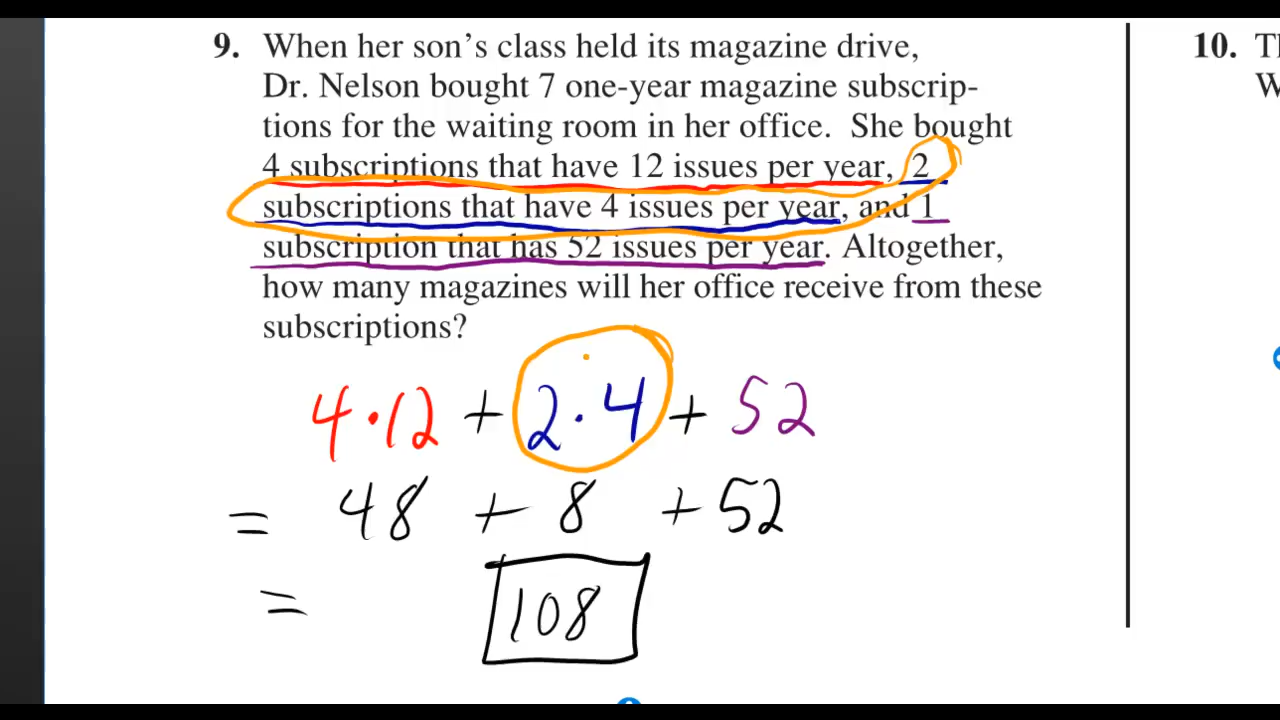 9. When her son's class held its magazine drive,
Dr. Nelson bought 7 one-year magazine subscrip-
tions for the waiting room in her office. She bought
4 subscriptions that have 12 issues per year, 2
subscriptions that have 4 issues per year, and 1
subscription that has 52 issues per year. Altogether,
how many magazines will her office receive from these
subscriptions?
4 · 12 + 2 · 4 + 52
= 48 + 8 + 52
= 108
10.